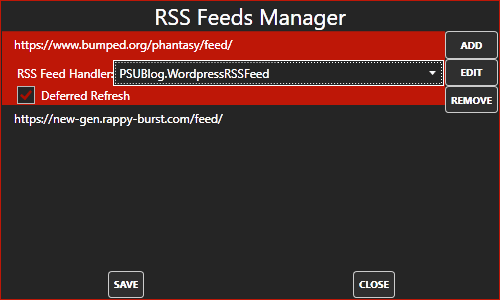 RSS Feeds Manager
https://www.bumped.org/phantasy/feed/
ADD
RSS Feed Handler: PSUBlog.WordpressRSSFeed
EDIT
Deferred Refresh
REMOVE
https://new-gen.rappy-burst.com/feed/
SAVE
CLOSE